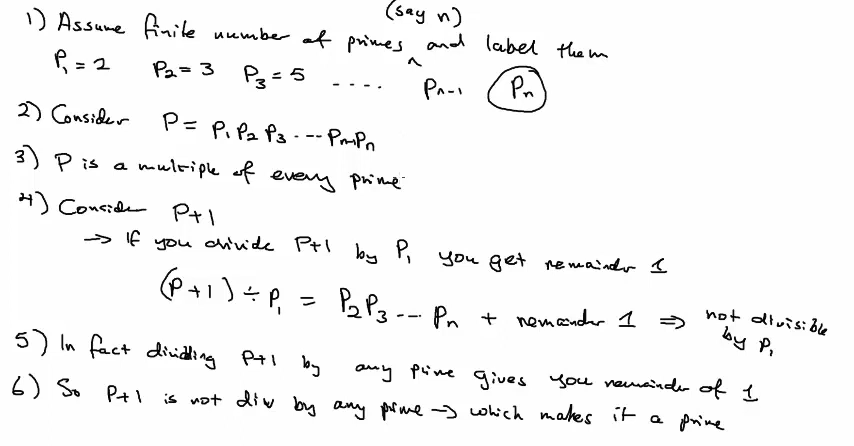 (say n)
1) Assume finite number of primes ^ and label them
P₁ = 2 P₂ = 3 P₃ = 5 .... Pₙ₋₁ Pₙ
2) Consider P = P₁ P₂ P₃ .... Pₙ₋₁Pₙ
3) P is a multiple of every prime
4) Consider P+1
→ If you divide P+1 by P₁ you get remainder 1
(P+1) ÷ P₁ = P₂P₃ ... Pₙ + remainder 1 ⇒ not divisible
by P₁
5) In fact dividing P+1 by any prime gives you remainder of 1
6) So P+1 is not div by any prime → which makes it a prime